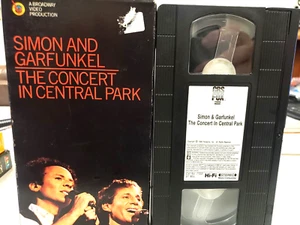 A BROADWAY
VIDEO
PRODUCTION
SIMON AND
GARFUNKEL
THE CONCERT
IN CENTRAL PARK
CBS
FOX
Simon & Garfunkel
The Concert In Central Park
Hi-Fi